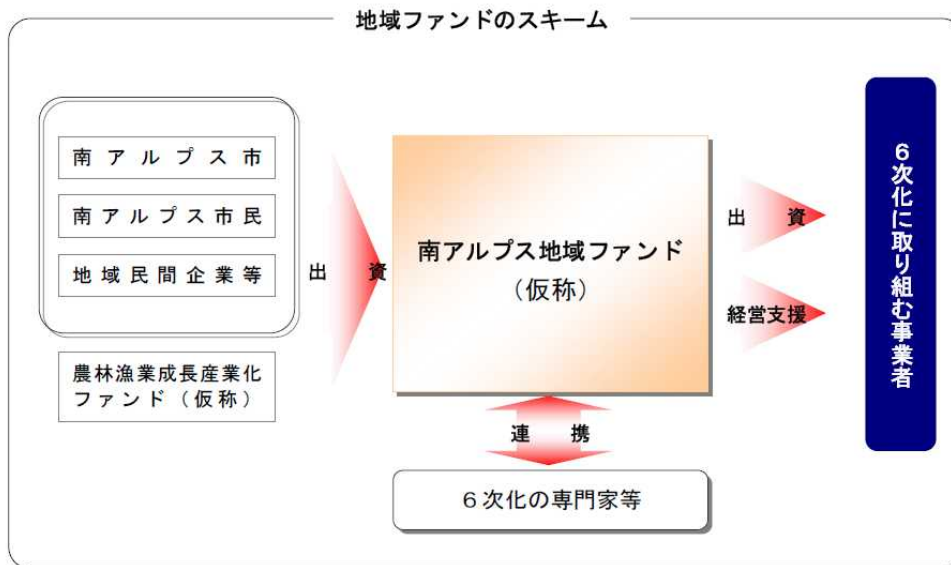 地域ファンドのスキーム
南アルプス市
南アルプス市民
地域民間企業等
農林漁業成長産業化
ファンド（仮称）
出資
南アルプス地域ファンド
（仮称）
出資
経営支援
連携
６次化の専門家等
６次化に取り組む事業者